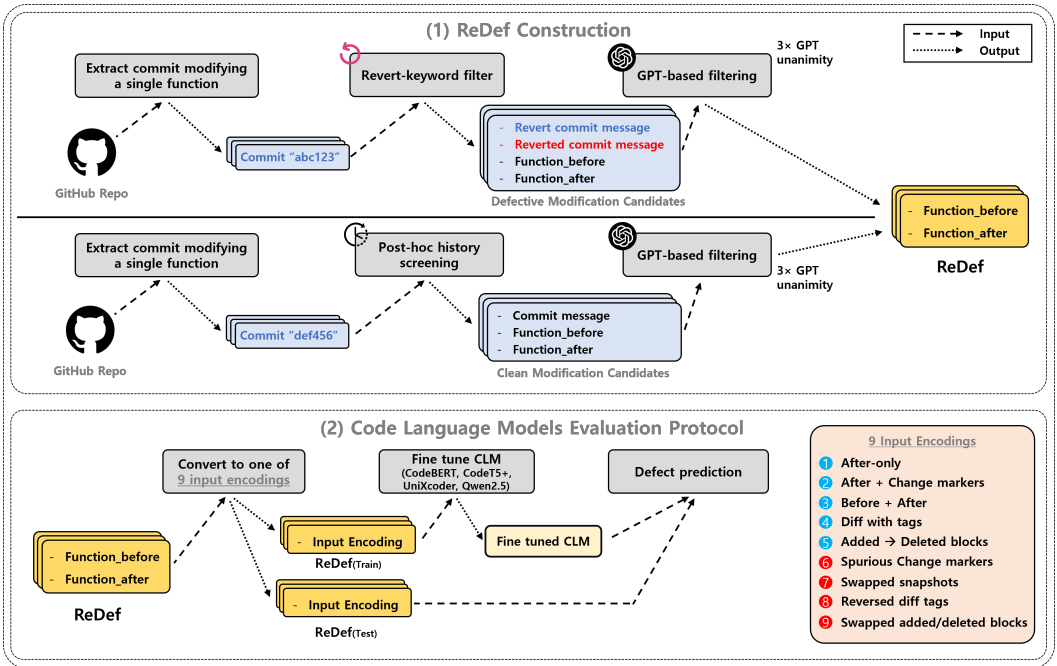 (1) ReDef Construction
Input
Output
Extract commit modifying
a single function
Revert-keyword filter
GPT-based filtering
3× GPT
unanimity
GitHub Repo
Commit “abc123”
- Revert commit message
- Reverted commit message
- Function_before
- Function_after
Defective Modification Candidates
- Function_before
- Function_after
ReDef
Extract commit modifying
a single function
Post-hoc history
screening
GPT-based filtering
3× GPT
unanimity
GitHub Repo
Commit “def456”
- Commit message
- Function_before
- Function_after
Clean Modification Candidates
(2) Code Language Models Evaluation Protocol
Convert to one of
9 input encodings
Fine tune CLM
(CodeBERT, CodeT5+,
UniXcoder, Qwen2.5)
Defect prediction
- Function_before
- Function_after
ReDef
- Input Encoding
ReDef(Train)
Fine tuned CLM
- Input Encoding
ReDef(Test)
9 Input Encodings
1 After-only
2 After + Change markers
3 Before + After
4 Diff with tags
5 Added → Deleted blocks
6 Spurious Change markers
7 Swapped snapshots
8 Reversed diff tags
9 Swapped added/deleted blocks